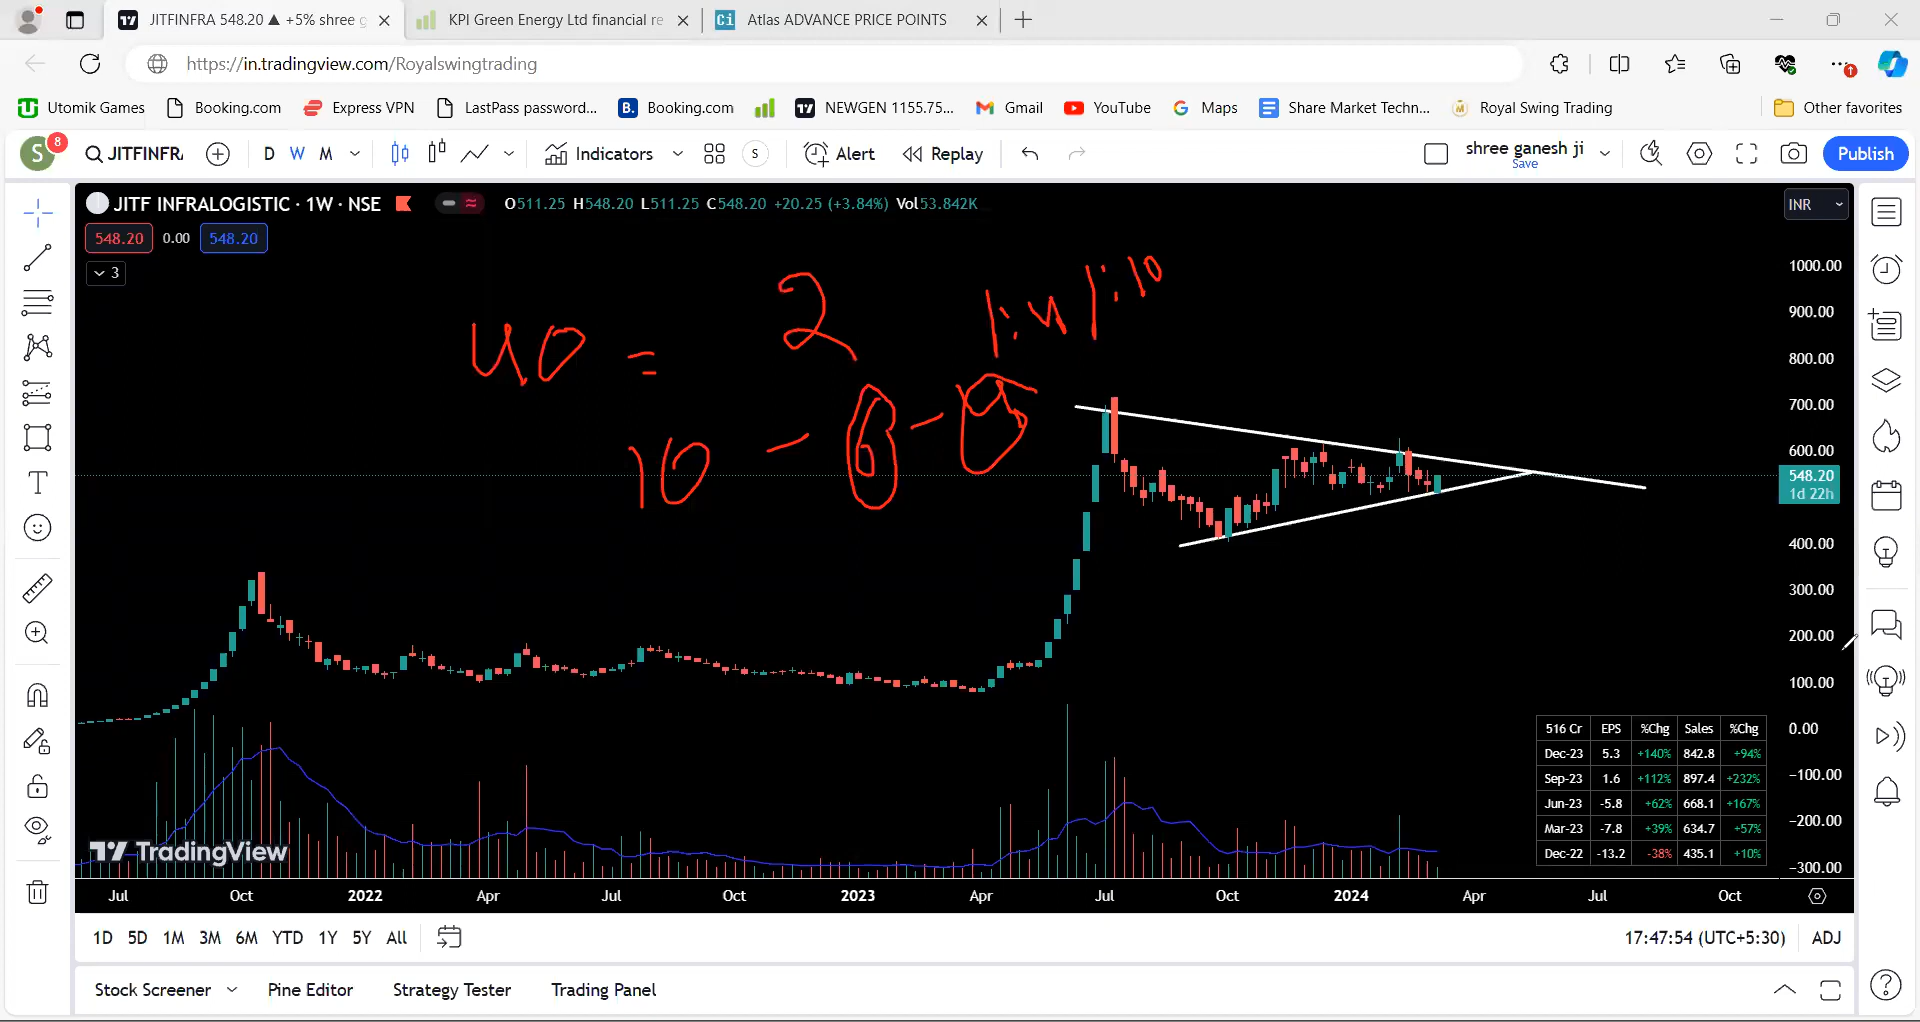 JITFINFRA 548.20 ▲ +5% shree g
KPI Green Energy Ltd financial re
Atlas ADVANCE PRICE POINTS
https://in.tradingview.com/Royalswingtrading
Utomik Games
Booking.com
Express VPN
LastPass password...
Booking.com
NEWGEN 1155.75...
Gmail
YouTube
Maps
Share Market Techn...
Royal Swing Trading
Other favorites
S 8
JITFINFR
D W M
Indicators
S
Alert
Replay
shree ganesh ji
Save
Publish
JITF INFRALOGISTIC · 1W · NSE
O511.25 H548.20 L511.25 C548.20 +20.25 (+3.84%) Vol53.842K
INR
548.20 0.00 548.20
3
1000.00
900.00
800.00
700.00
600.00
548.20
1d 22h
400.00
300.00
200.00
100.00
0.00
−100.00
−200.00
−300.00
40 =
2
1:4 1:10
10 -
516 Cr EPS %Chg Sales %Chg
Dec-23 5.3 +140% 842.8 +94%
Sep-23 1.6 +112% 897.4 +232%
Jun-23 -5.8 +62% 668.1 +167%
Mar-23 -7.8 +39% 634.7 +57%
Dec-22 -13.2 -38% 435.1 +10%
TradingView
Jul Oct 2022 Apr Jul Oct 2023 Apr Jul Oct 2024 Apr Jul Oct
1D 5D 1M 3M 6M YTD 1Y 5Y All
17:47:54 (UTC+5:30) ADJ
Stock Screener
Pine Editor
Strategy Tester
Trading Panel